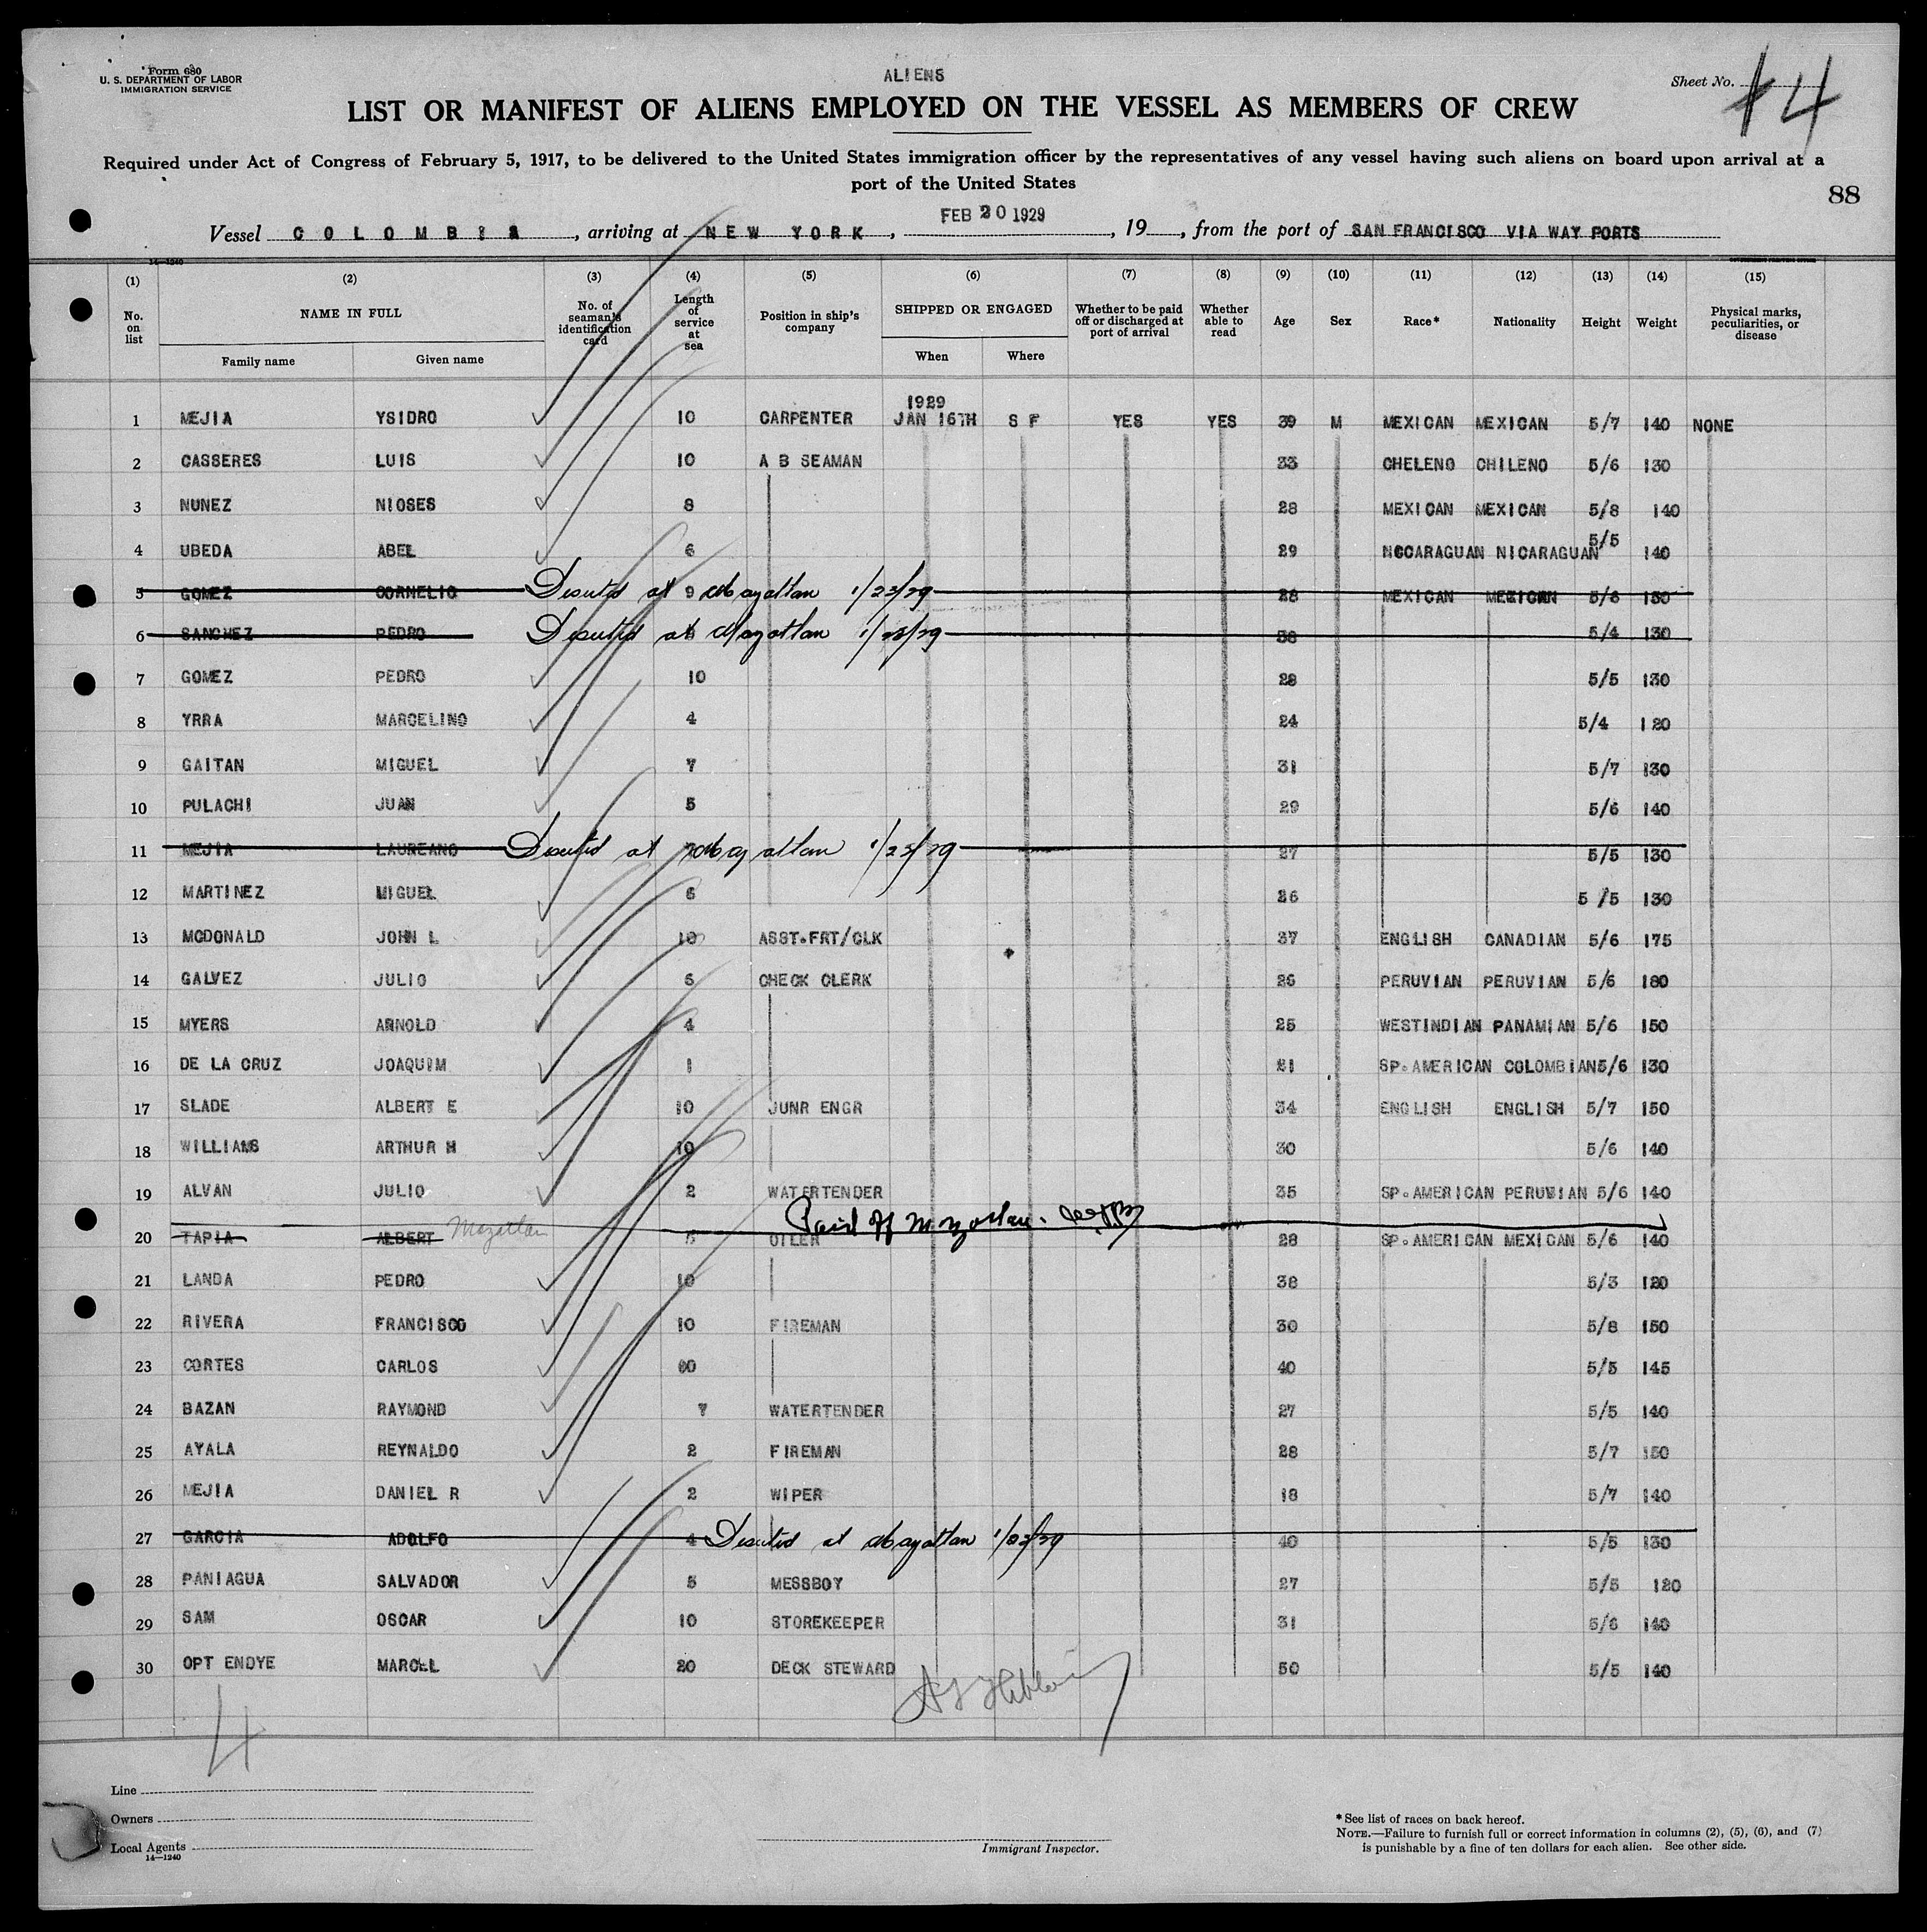 Form 680
U. S. DEPARTMENT OF LABOR
IMMIGRATION SERVICE
ALIENS
Sheet No. 4
LIST OR MANIFEST OF ALIENS EMPLOYED ON THE VESSEL AS MEMBERS OF CREW
Required under Act of Congress of February 5, 1917, to be delivered to the United States immigration officer by the representatives of any vessel having such aliens on board upon arrival at a
port of the United States
88
Vessel COLOMBIA, arriving at NEW YORK, FEB 20 1929, 19, from the port of SAN FRANCISCO VIA WAY PORTS
14-1240
(1) (2) (3) (4) (5) (6) (7) (8) (9) (10) (11) (12) (13) (14) (15)
No. on list NAME IN FULL Family name Given name No. of seaman's identification card Length of service at sea Position in ship's company SHIPPED OR ENGAGED When Where Whether to be paid off or discharged at port of arrival Whether able to read Age Sex Race* Nationality Height Weight Physical marks, peculiarities, or disease
1929
1 MEJIA YSIDRO 10 CARPENTER JAN 16TH S F YES YES 39 M MEXICAN MEXICAN 5/7 140 NONE
2 CASSERES LUIS 10 A B SEAMAN 33 CHELENO CHILENO 5/6 130
3 NUNEZ NIOSES 8 28 MEXICAN MEXICAN 5/8 140
4 UBEDA ABEL 6 29 NCCARAGUAN NICARAGUAN 5/5 140
5 GOMEZ CORNELIO 9 Deserted at Mazatlan 1/23/29 28 MEXICAN MEXICAN 5/6 150
6 SANCHEZ PEDRO Deserted at Mazatlan 1/23/29 36 5/4 130
7 GOMEZ PEDRO 10 28 5/5 130
8 YRRA MARCELINO 4 24 5/4 120
9 GAITAN MIGUEL 7 31 5/7 130
10 PULACHI JUAN 5 29 5/6 140
11 MEJIA LAUREANO Deserted at Mazatlan 1/23/29 27 5/5 130
12 MARTINEZ MIGUEL 6 26 5/5 130
13 MCDONALD JOHN L 10 ASST.FRT/CLK 37 ENGLISH CANADIAN 5/6 175
14 GALVEZ JULIO 6 CHECK CLERK 26 PERUVIAN PERUVIAN 5/6 180
15 MYERS ARNOLD 4 25 WESTINDIAN PANAMIAN 5/6 150
16 DE LA CRUZ JOAQUIM 1 21 SP.AMERICAN COLOMBIAN 5/6 130
17 SLADE ALBERT E 10 JUNR ENGR 34 ENGLISH ENGLISH 5/7 150
18 WILLIAMS ARTHUR H 10 30 5/6 140
19 ALVAN JULIO 2 WATERTENDER 35 SP.AMERICAN PERUVIAN 5/6 140
Paid off Mazatlan.
20 TAPIA ALBERT Mazatlan 5 OILER 28 SP.AMERICAN MEXICAN 5/6 140
21 LANDA PEDRO 10 38 5/3 120
22 RIVERA FRANCISCO 10 FIREMAN 30 5/8 150
23 CORTES CARLOS 40 5/5 145
24 BAZAN RAYMOND 7 WATERTENDER 27 5/5 140
25 AYALA REYNALDO 2 FIREMAN 28 5/7 150
26 MEJIA DANIEL R 2 WIPER 18 5/7 140
27 GARCIA ADOLFO 4 Deserted at Mazatlan 1/23/29 40 5/5 130
28 PANIAGUA SALVADOR 5 MESSBOY 27 5/5 120
29 SAM OSCAR 10 STOREKEEPER 31 5/6 140
30 OPT ENDYE MARCEL 20 DECK STEWARD 50 5/5 140
4
Line
Owners
Local Agents
14—1240
Immigrant Inspector.
* See list of races on back hereof.
NOTE.—Failure to furnish full or correct information in columns (2), (5), (6), and (7)
is punishable by a fine of ten dollars for each alien. See other side.